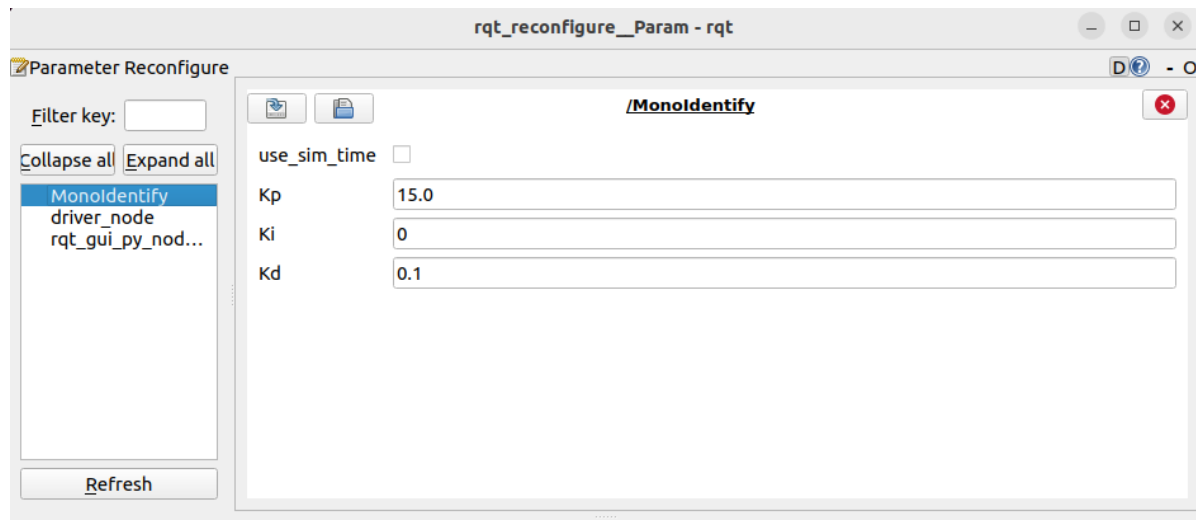 rqt_reconfigure__Param - rqt
Parameter Reconfigure
D
- O
Filter key:
Collapse all
Expand all
MonoIdentify
driver_node
rqt_gui_py_nod...
Refresh
/MonoIdentify
use_sim_time
Kp
15.0
Ki
0
Kd
0.1